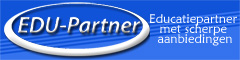 EDU-Partner
Educatiepartner
met scherpe
aanbiedingen